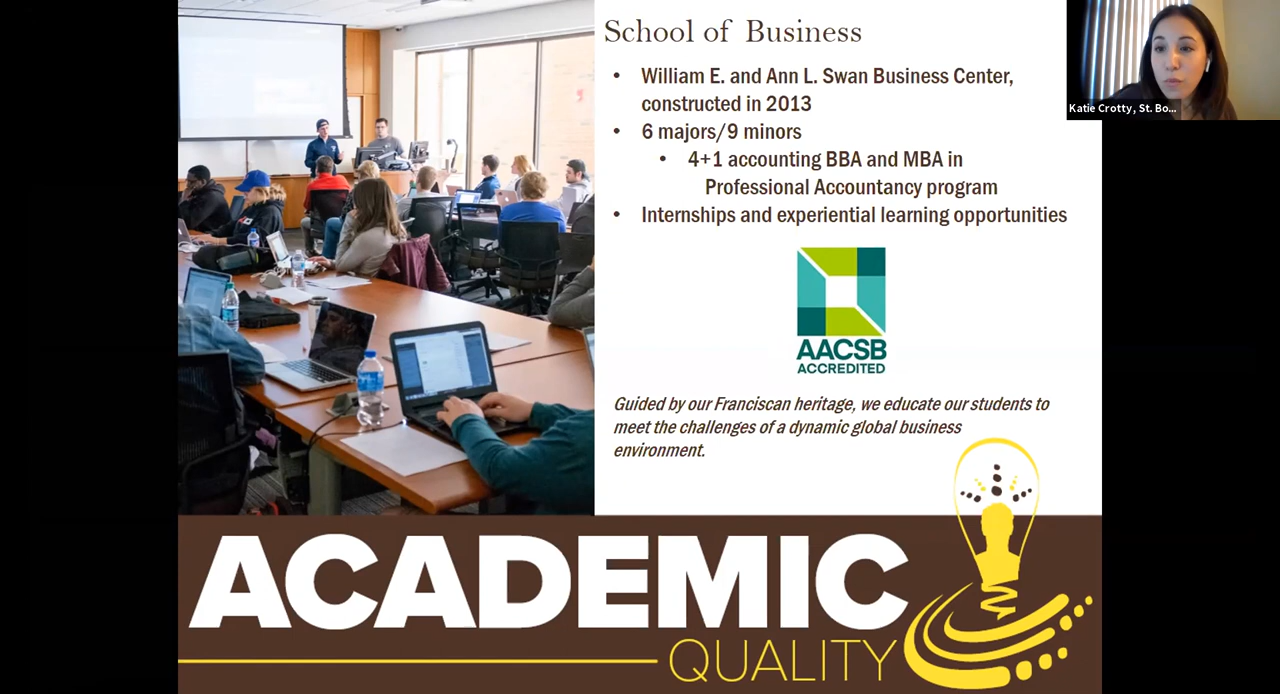 School of Business
• William E. and Ann L. Swan Business Center,
constructed in 2013
• 6 majors/9 minors
• 4+1 accounting BBA and MBA in
Professional Accountancy program
• Internships and experiential learning opportunities
AACSB
ACCREDITED
Guided by our Franciscan heritage, we educate our students to
meet the challenges of a dynamic global business
environment.
ACADEMIC
QUALITY
Katie Crotty, St. Bo...